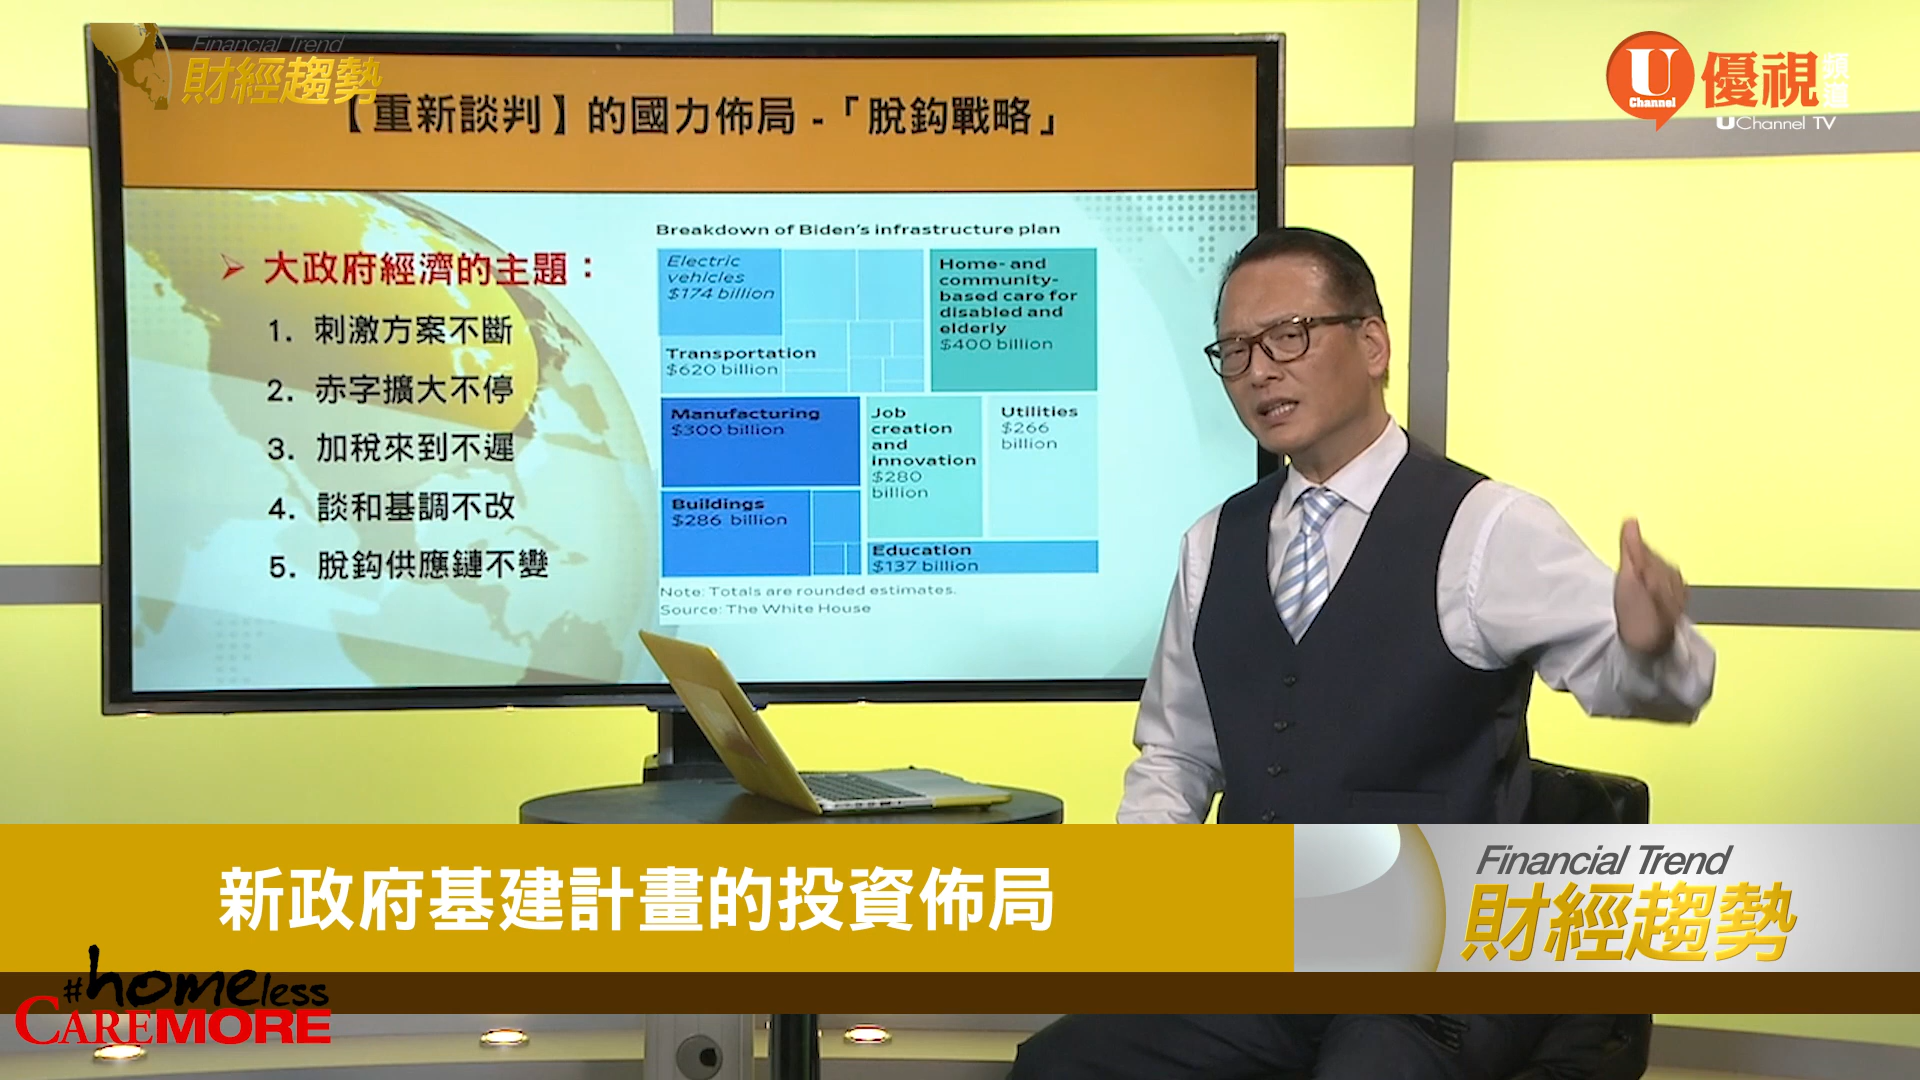 Financial Trend
財經趨勢
U
Channel
優視
頻道
UChannel TV
【重新談判】的國力佈局 -「脫鈎戰略」
大政府經濟的主題：
1. 刺激方案不斷
2. 赤字擴大不停
3. 加稅來到不遲
4. 談和基調不改
5. 脫鈎供應鏈不變
Breakdown of Biden's infrastructure plan
Electric
vehicles
$174 billion
Transportation
$620 billion
Home- and
community-
based care for
disabled and
elderly
$400 billion
Manufacturing
$300 billion
Job
creation
and
innovation
$280
billion
Utilities
$266
billion
Buildings
$286 billion
Education
$137 billion
Note: Totals are rounded estimates.
Source: The White House
新政府基建計畫的投資佈局
Financial Trend
財經趨勢
#homeless
CAREMORE